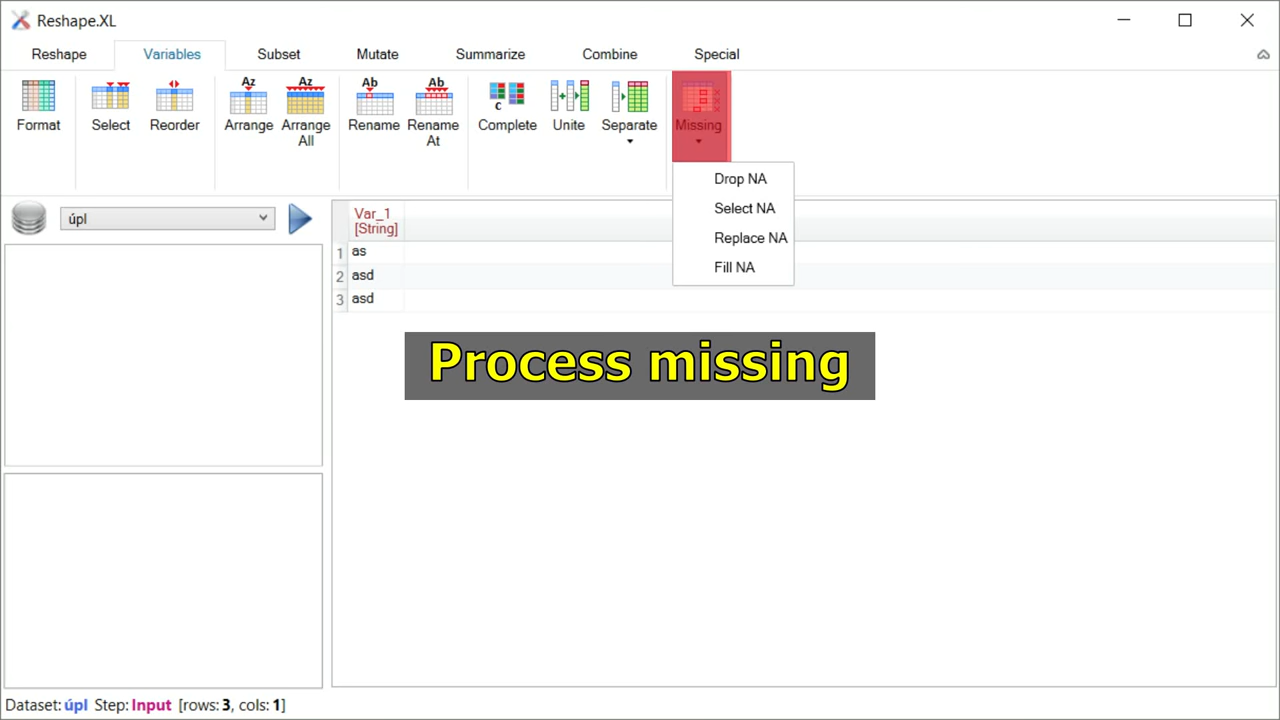 Reshape.XL
Reshape Variables Subset Mutate Summarize Combine Special
Az Az Ab Ab
C
Format Select Reorder Arrange Arrange All Rename Rename At Complete Unite Separate Missing
Drop NA
Select NA
Replace NA
Fill NA
úpl
Var_1
[String]
1 as
2 asd
3 asd
Process missing
Dataset: úpl Step: Input [rows: 3, cols: 1]